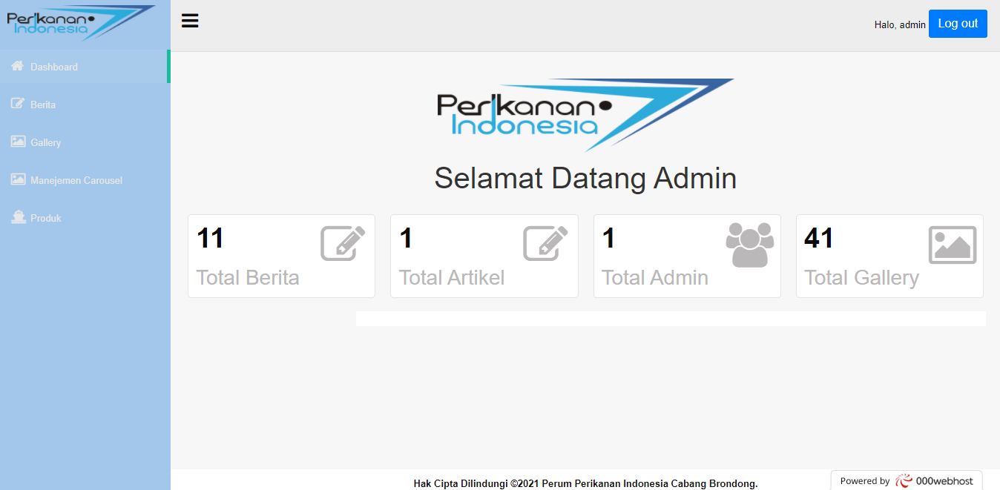 Perikanan
Indonesia
Halo, admin
Log out
Dashboard
Berita
Gallery
Manejemen Carousel
Produk
Perikanan
Indonesia
Selamat Datang Admin
11
Total Berita
1
Total Artikel
1
Total Admin
41
Total Gallery
Hak Cipta Dilindungi ©2021 Perum Perikanan Indonesia Cabang Brondong.
Powered by 000webhost